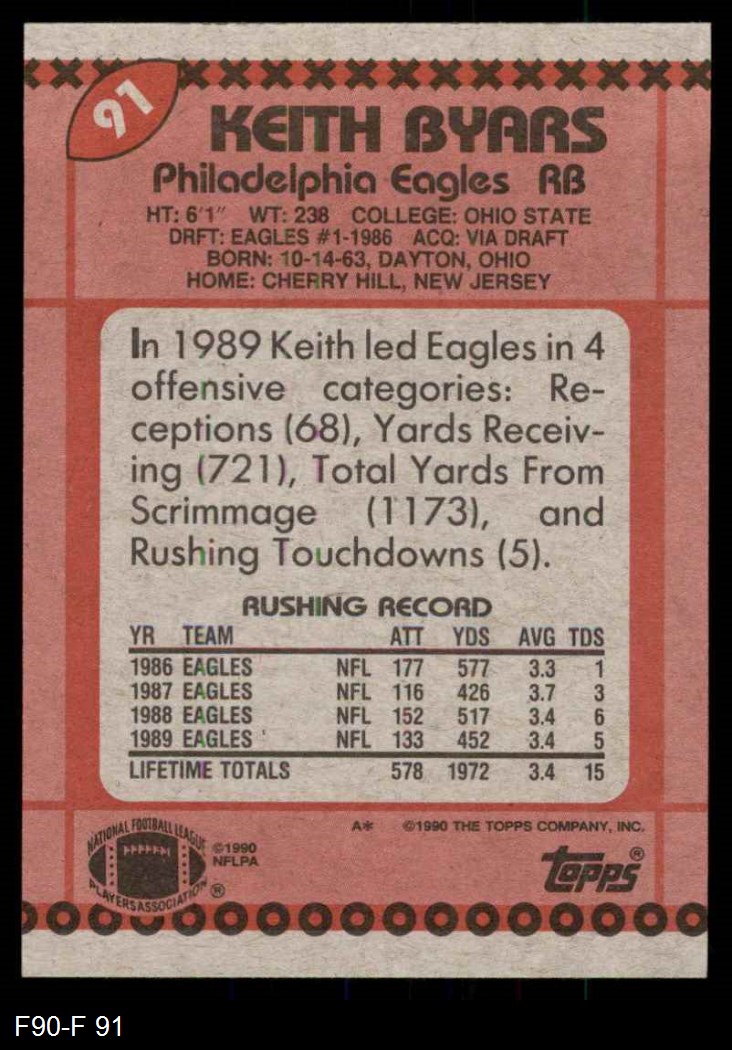 91
KEITH BYARS
Philadelphia Eagles RB
HT: 6'1" WT: 238 COLLEGE: OHIO STATE
DRFT: EAGLES #1-1986 ACQ: VIA DRAFT
BORN: 10-14-63, DAYTON, OHIO
HOME: CHERRY HILL, NEW JERSEY
In 1989 Keith led Eagles in 4
offensive categories: Re-
ceptions (68), Yards Receiv-
ing (721), Total Yards From
Scrimmage (1173), and
Rushing Touchdowns (5).
RUSHING RECORD
YR TEAM ATT YDS AVG TDS
1986 EAGLES NFL 177 577 3.3 1
1987 EAGLES NFL 116 426 3.7 3
1988 EAGLES NFL 152 517 3.4 6
1989 EAGLES NFL 133 452 3.4 5
LIFETIME TOTALS 578 1972 3.4 15
A* ©1990 THE TOPPS COMPANY, INC.
NATIONAL FOOTBALL LEAGUE
PLAYERS ASSOCIATION ®
©1990
NFLPA
topps®
F90-F 91